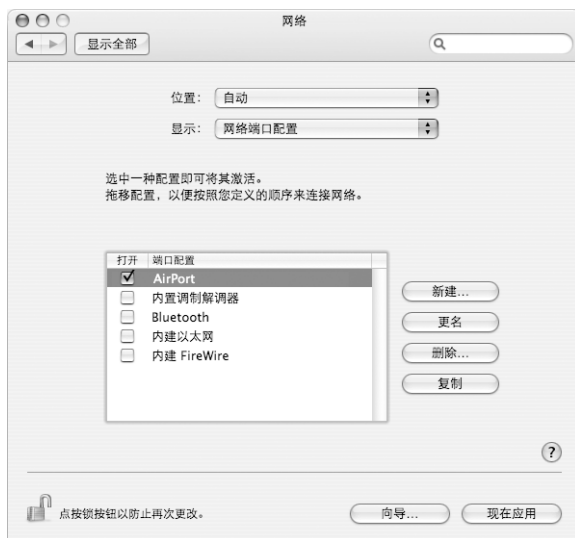 网络
显示全部
位置： 自动
显示： 网络端口配置
选中一种配置即可将其激活。
拖移配置，以便按照您定义的顺序来连接网络。
打开 端口配置
AirPort
内置调制解调器
Bluetooth
内建以太网
内建 FireWire
新建...
更名
删除...
复制
?
点按锁按钮以防止再次更改。
向导...
现在应用